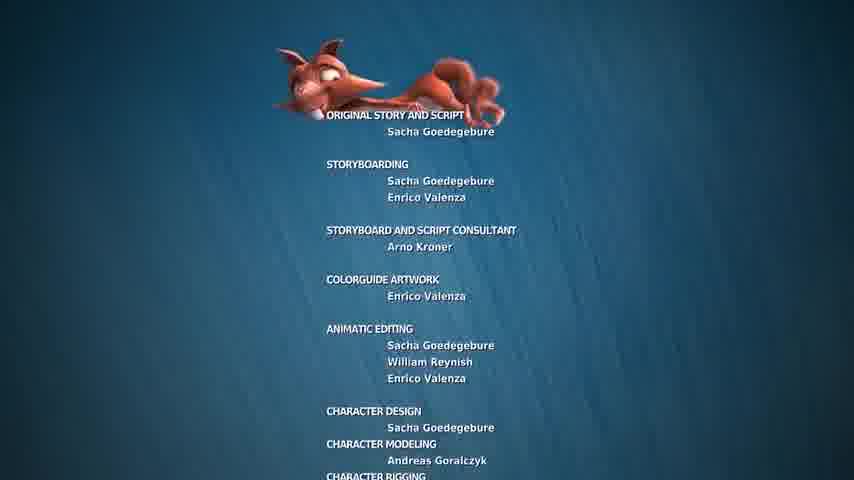 ORIGINAL STORY AND SCRIPT
Sacha Goedegebure
STORYBOARDING
Sacha Goedegebure
Enrico Valenza
STORYBOARD AND SCRIPT CONSULTANT
Arno Kroner
COLORGUIDE ARTWORK
Enrico Valenza
ANIMATIC EDITING
Sacha Goedegebure
William Reynish
Enrico Valenza
CHARACTER DESIGN
Sacha Goedegebure
CHARACTER MODELING
Andreas Goralczyk
CHARACTER RIGGING